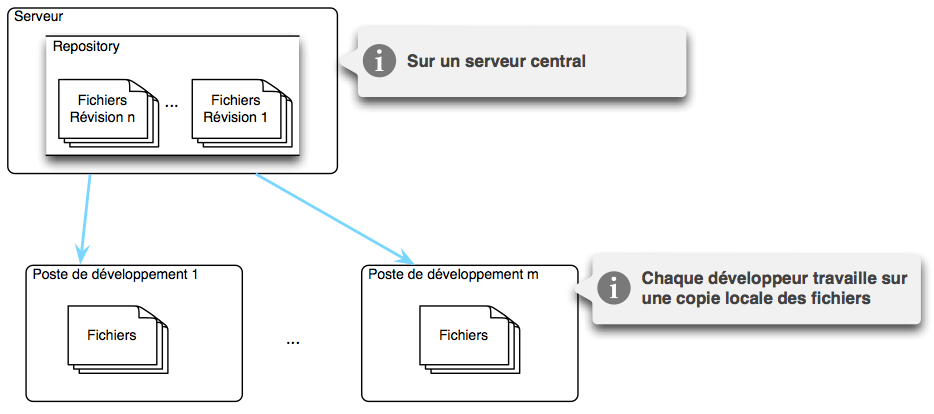 Serveur
Repository
Fichiers
Révision n
...
Fichiers
Révision 1
Sur un serveur central
Poste de développement 1
Fichiers
...
Poste de développement m
Fichiers
Chaque développeur travaille sur
une copie locale des fichiers